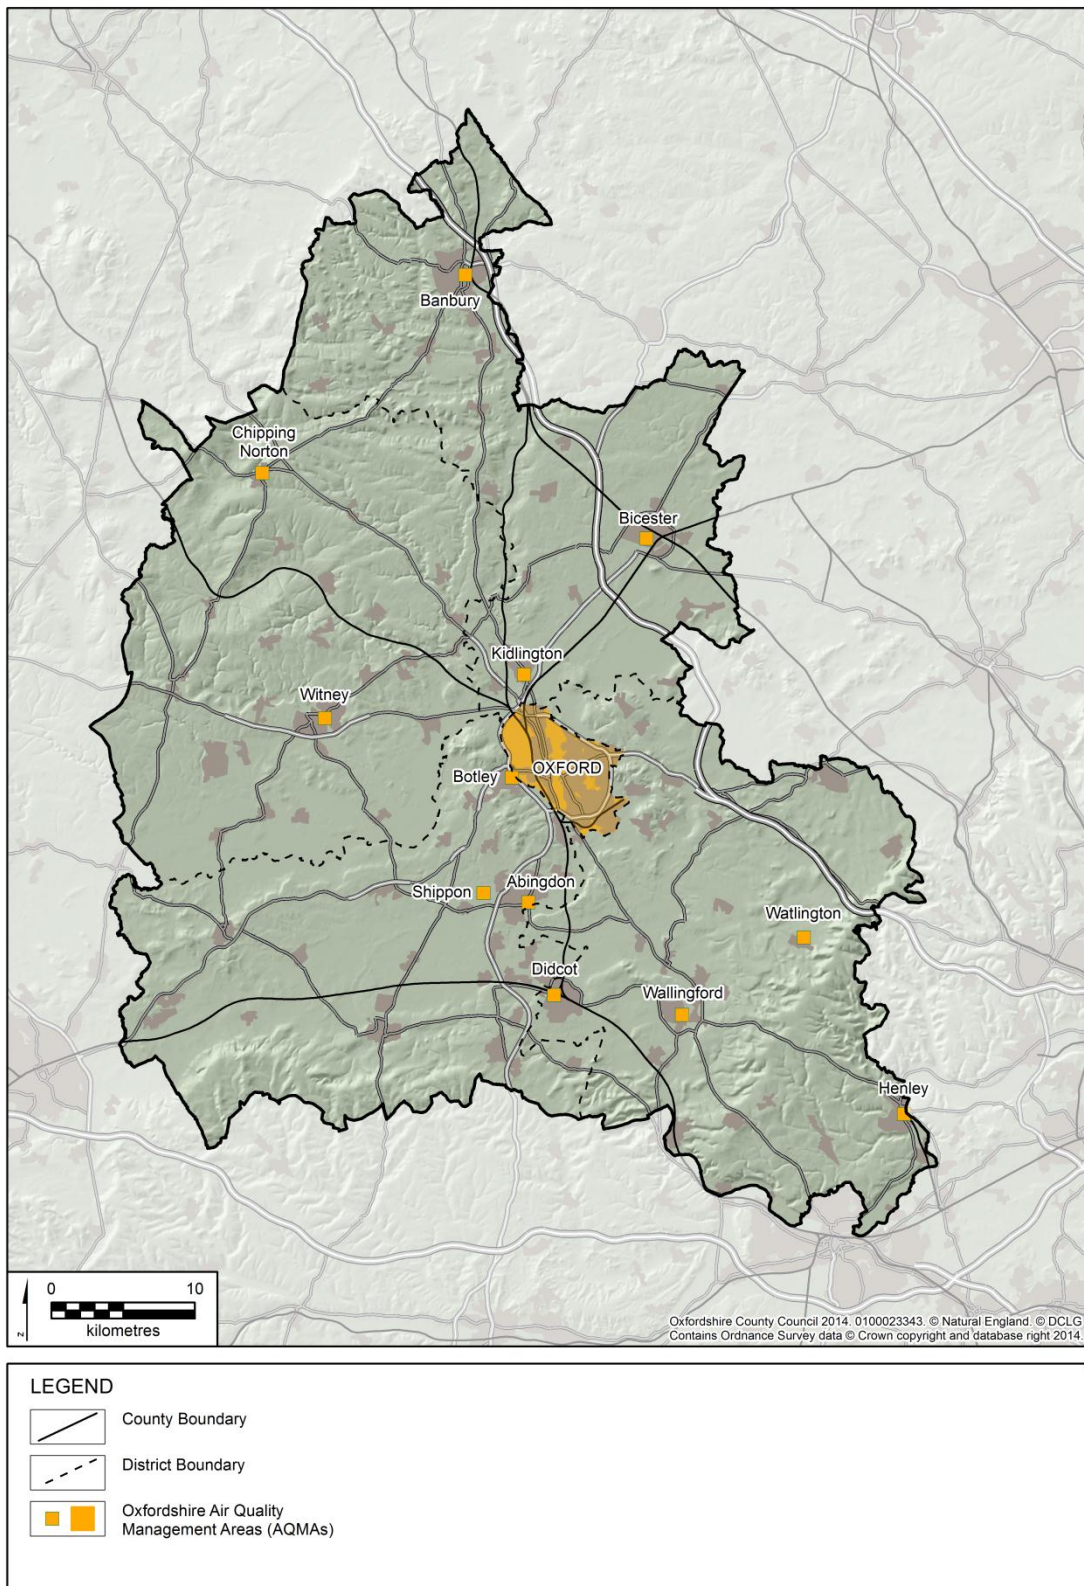 Banbury
Chipping
Norton
Bicester
Kidlington
Witney
OXFORD
Botley
Shippon
Abingdon
Watlington
Didcot
Wallingford
Henley
0 10
kilometres
z
Oxfordshire County Council 2014. 0100023343. © Natural England. © DCLG
Contains Ordnance Survey data © Crown copyright and database right 2014.
LEGEND
County Boundary
District Boundary
Oxfordshire Air Quality
Management Areas (AQMAs)